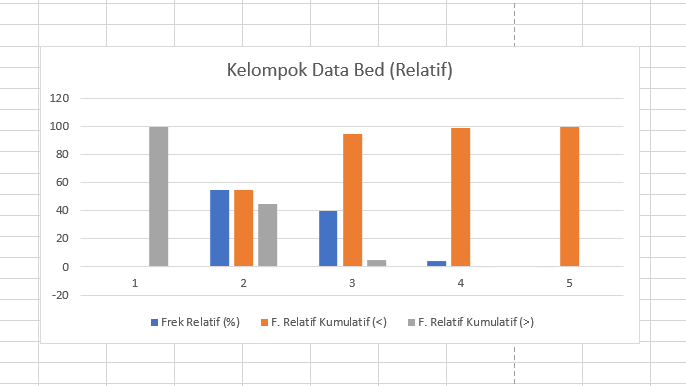 Kelompok Data Bed (Relatif)
120
100
80
60
40
20
0
-20
1 2 3 4 5
Frek Relatif (%) F. Relatif Kumulatif (<) F. Relatif Kumulatif (>)